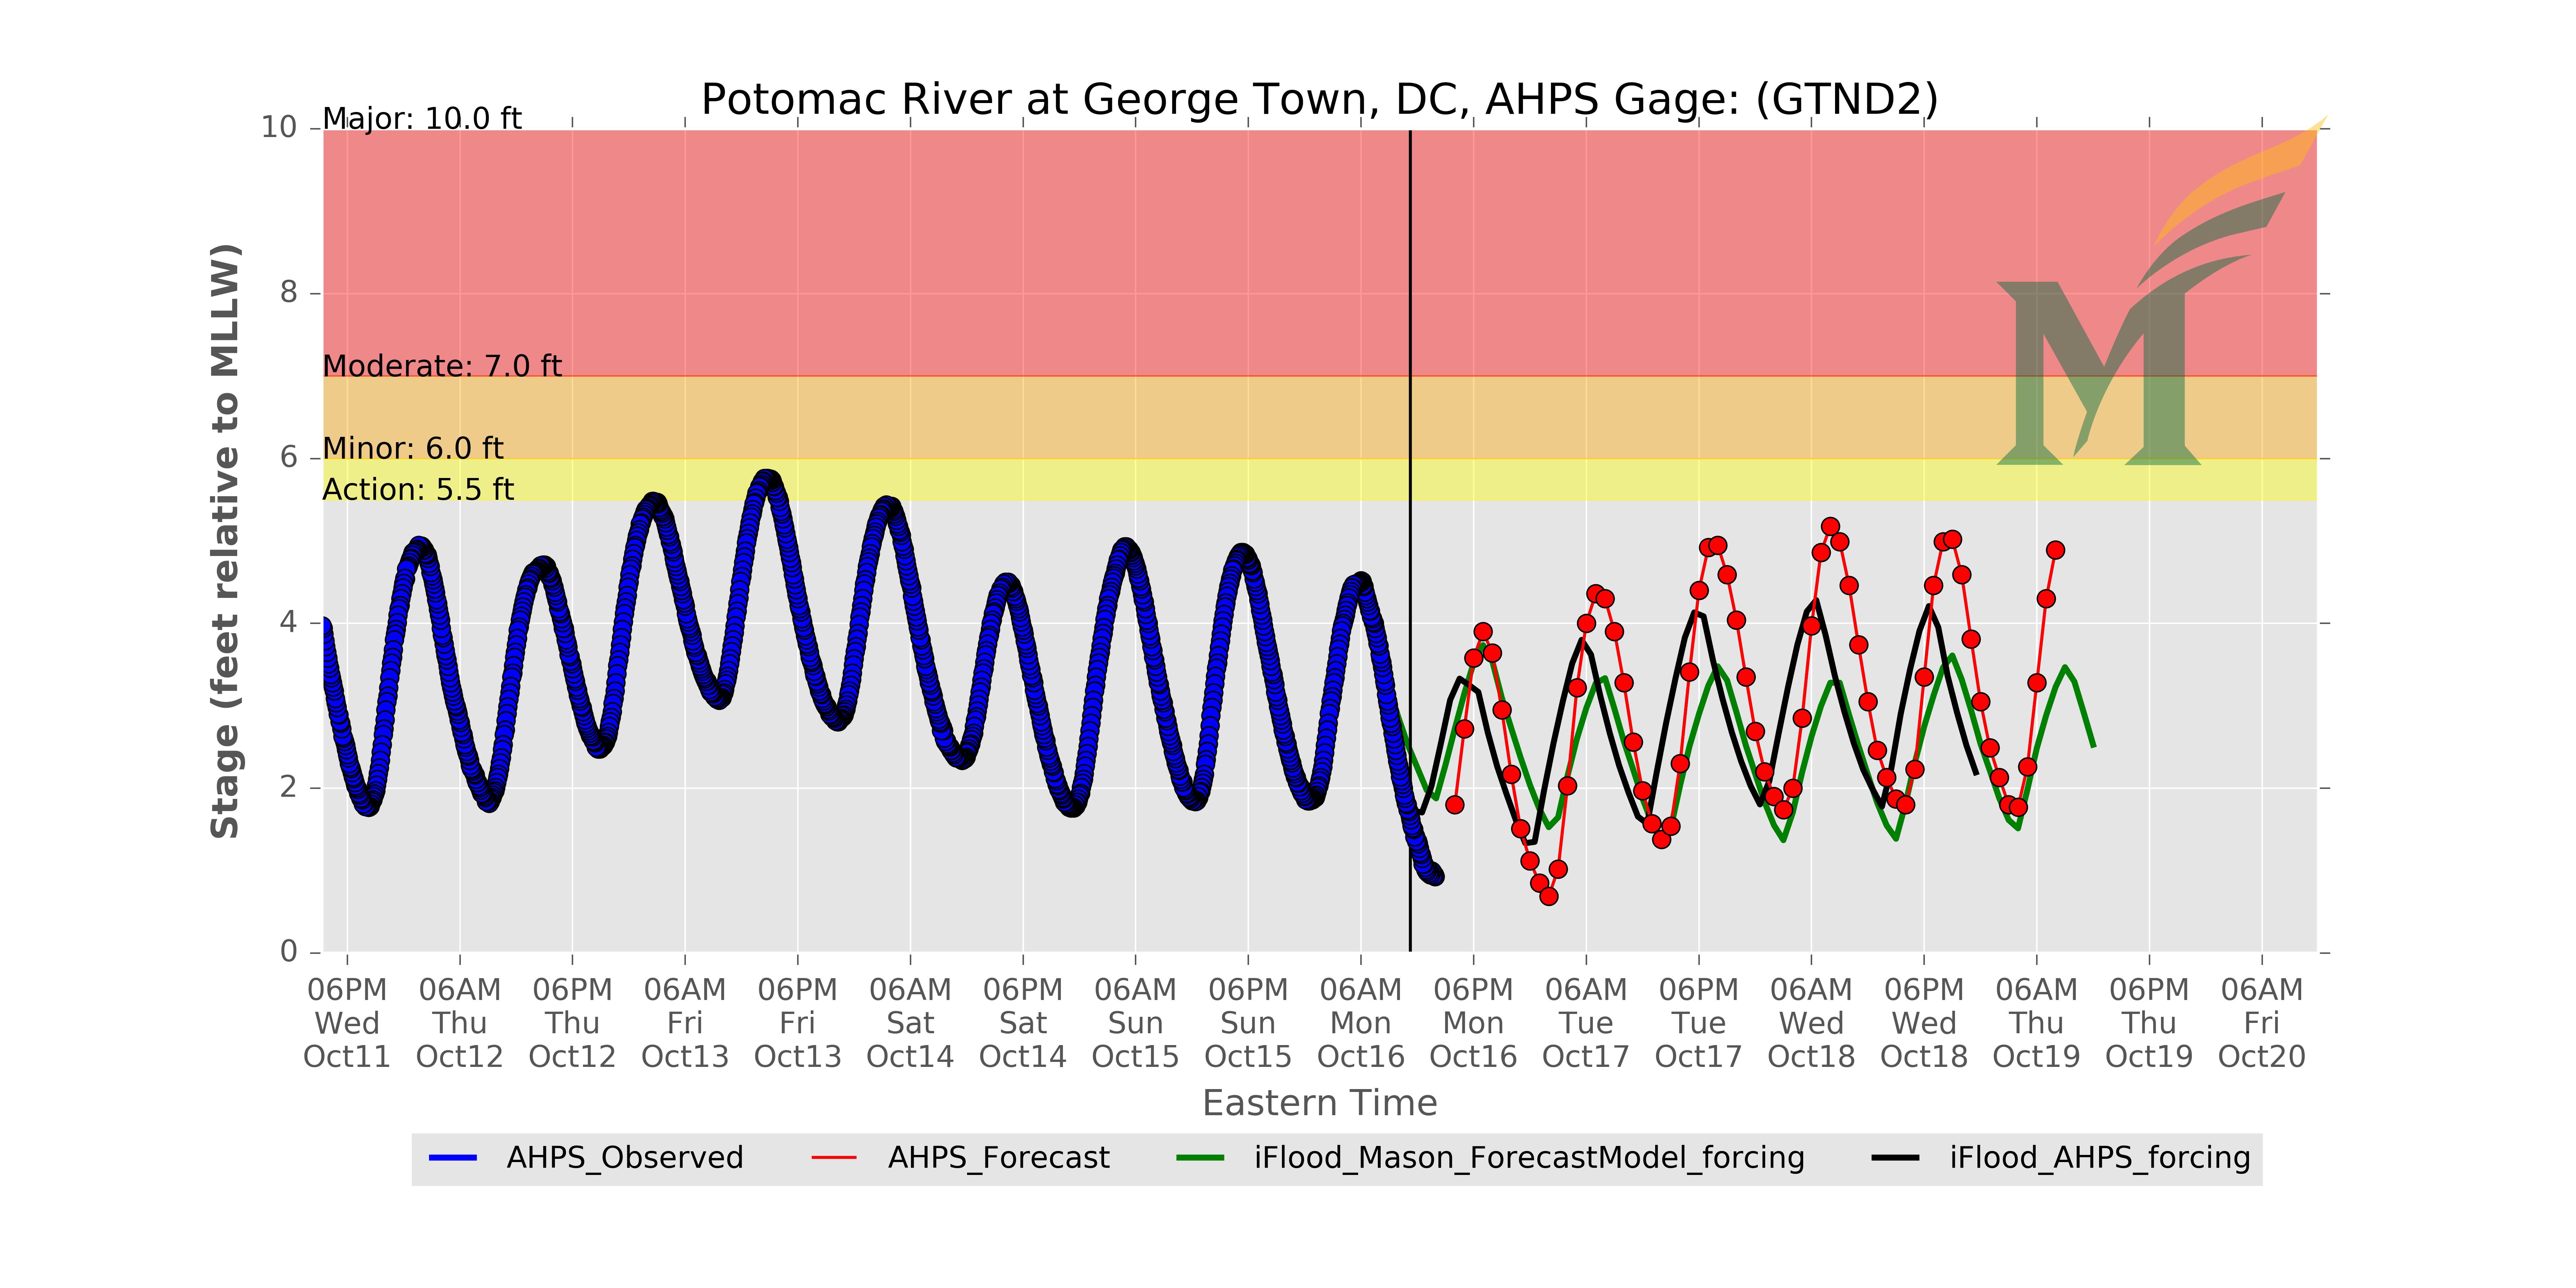 Potomac River at George Town, DC, AHPS Gage: (GTND2)
Major: 10.0 ft
Moderate: 7.0 ft
Minor: 6.0 ft
Action: 5.5 ft
Stage (feet relative to MLLW)
10
8
6
4
2
0
06PM 06AM 06PM 06AM 06PM 06AM 06PM 06AM 06PM 06AM 06PM 06AM 06PM 06AM 06PM 06AM 06PM 06AM
Wed Thu Thu Fri Fri Sat Sat Sun Sun Mon Mon Tue Tue Wed Wed Thu Thu Fri
Oct11 Oct12 Oct12 Oct13 Oct13 Oct14 Oct14 Oct15 Oct15 Oct16 Oct16 Oct17 Oct17 Oct18 Oct18 Oct19 Oct19 Oct20
Eastern Time
AHPS_Observed AHPS_Forecast iFlood_Mason_ForecastModel_forcing iFlood_AHPS_forcing
M